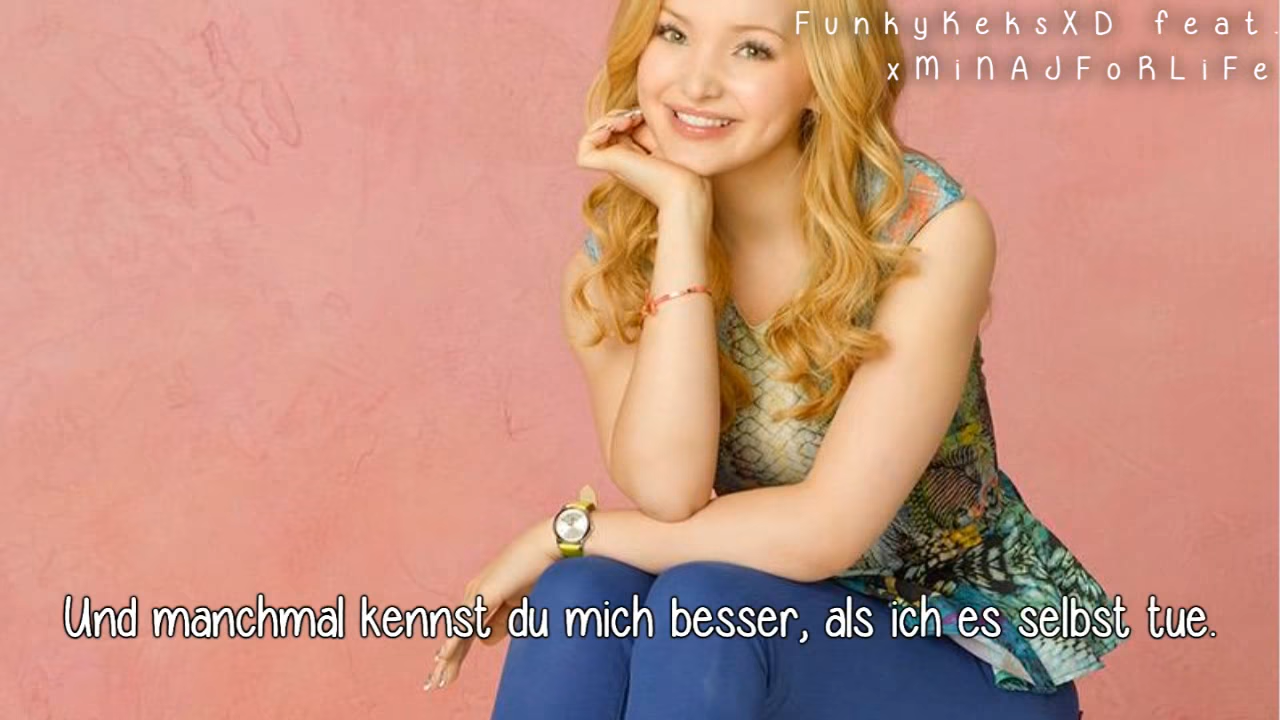 FunkyKeksXD feat.
xMiNAJFoRLiFe
Und manchmal kennst du mich besser, als ich es selbst tue.